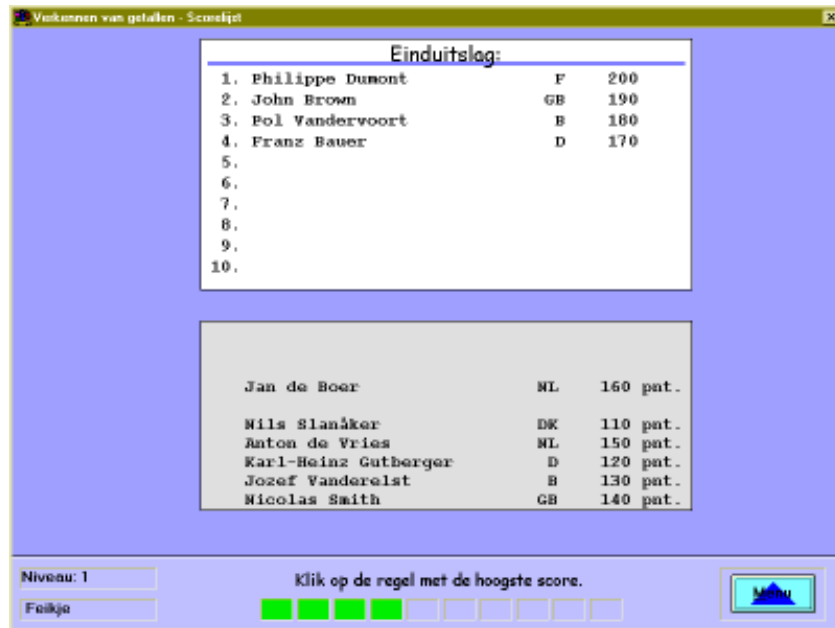 Verkennen van getallen - Scorelijst
Einduitslag:
1. Philippe Dumont F 200
2. John Brown GB 190
3. Pol Vandervoort B 180
4. Franz Bauer D 170
5.
6.
7.
8.
9.
10.
Jan de Boer NL 160 pnt.
Nils Slanåker DK 110 pnt.
Anton de Vries NL 150 pnt.
Karl-Heinz Gutberger D 120 pnt.
Jozef Vanderelst B 130 pnt.
Nicolas Smith GB 140 pnt.
Niveau: 1
Klik op de regel met de hoogste score.
Feikje
Menu